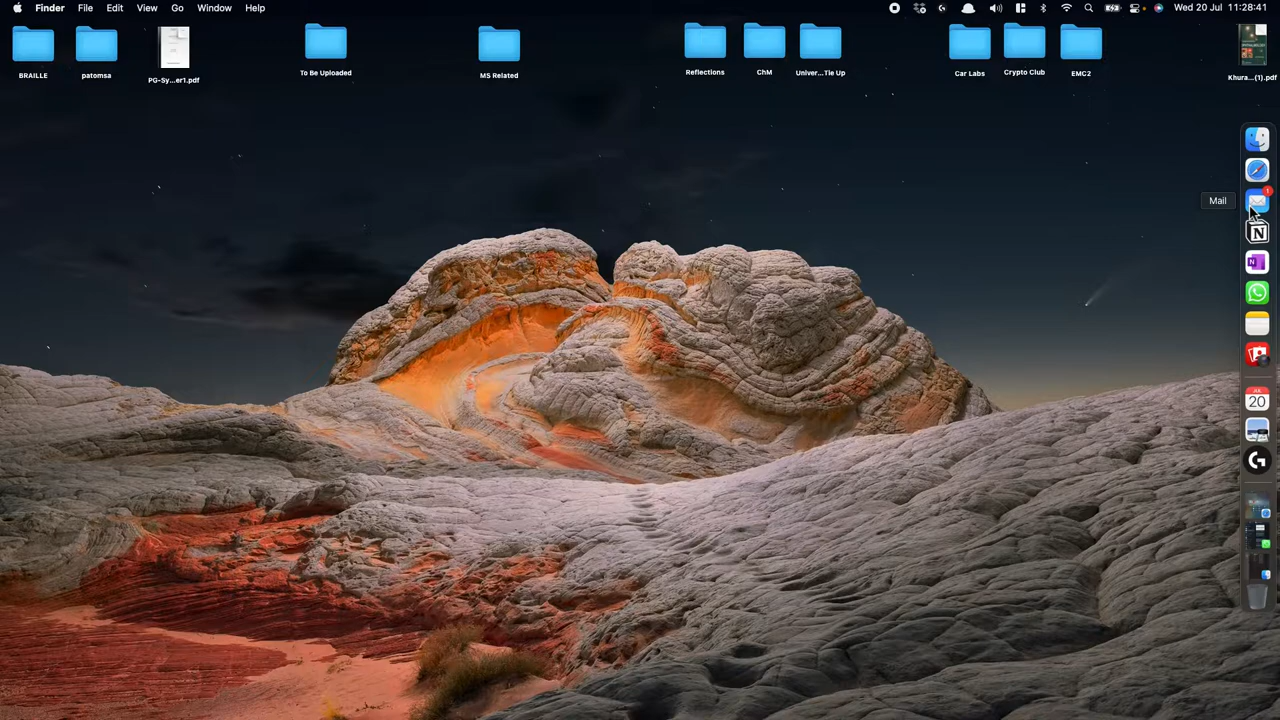 Finder File Edit View Go Window Help
Wed 20 Jul 11:28:41
BRAILLE
patomsa
PG-Sy...er1.pdf
To Be Uploaded
MS Related
Reflections
ChM
Univer...Tie Up
Car Labs
Crypto Club
EMC2
Khura...(1).pdf
Mail
1
N
N
JUL
20
G